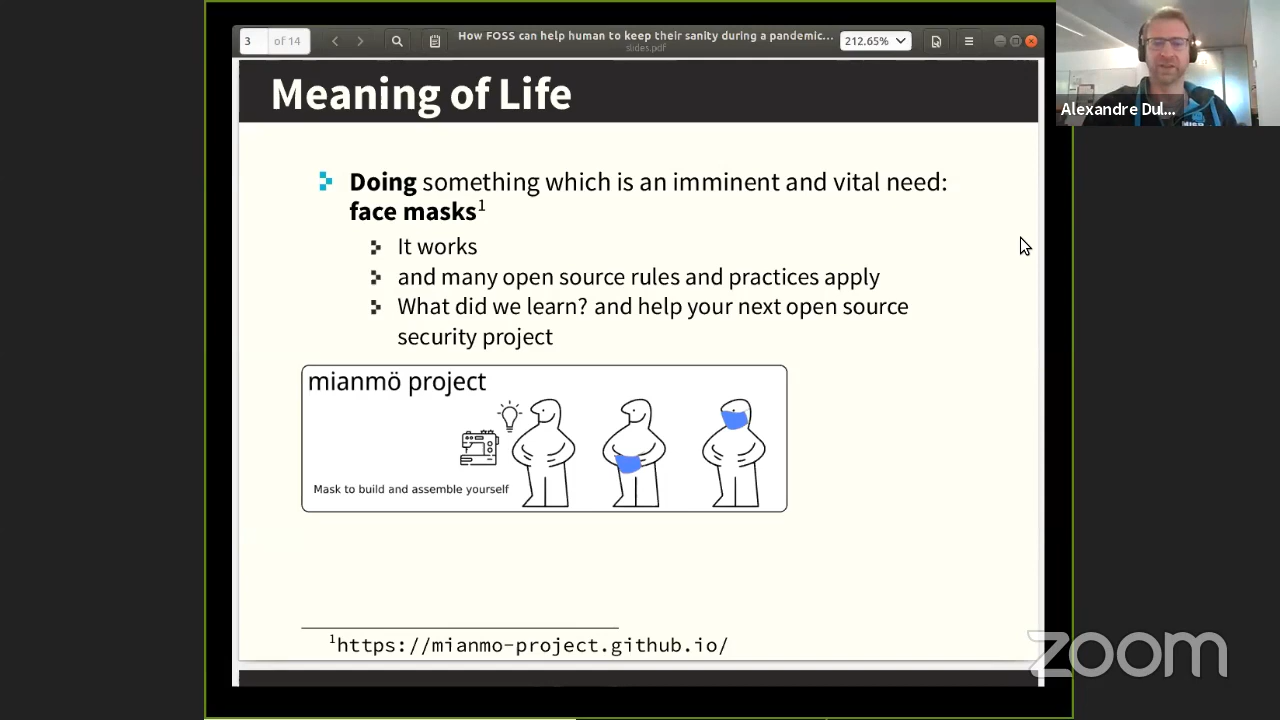 3 of 14
How FOSS can help human to keep their sanity during a pandemic...
slides.pdf
212.65%
Alexandre Dul...
Meaning of Life
Doing something which is an imminent and vital need:
face masks1
It works
and many open source rules and practices apply
What did we learn? and help your next open source
security project
mianmö project
Mask to build and assemble yourself
1https://mianmo-project.github.io/
zoom